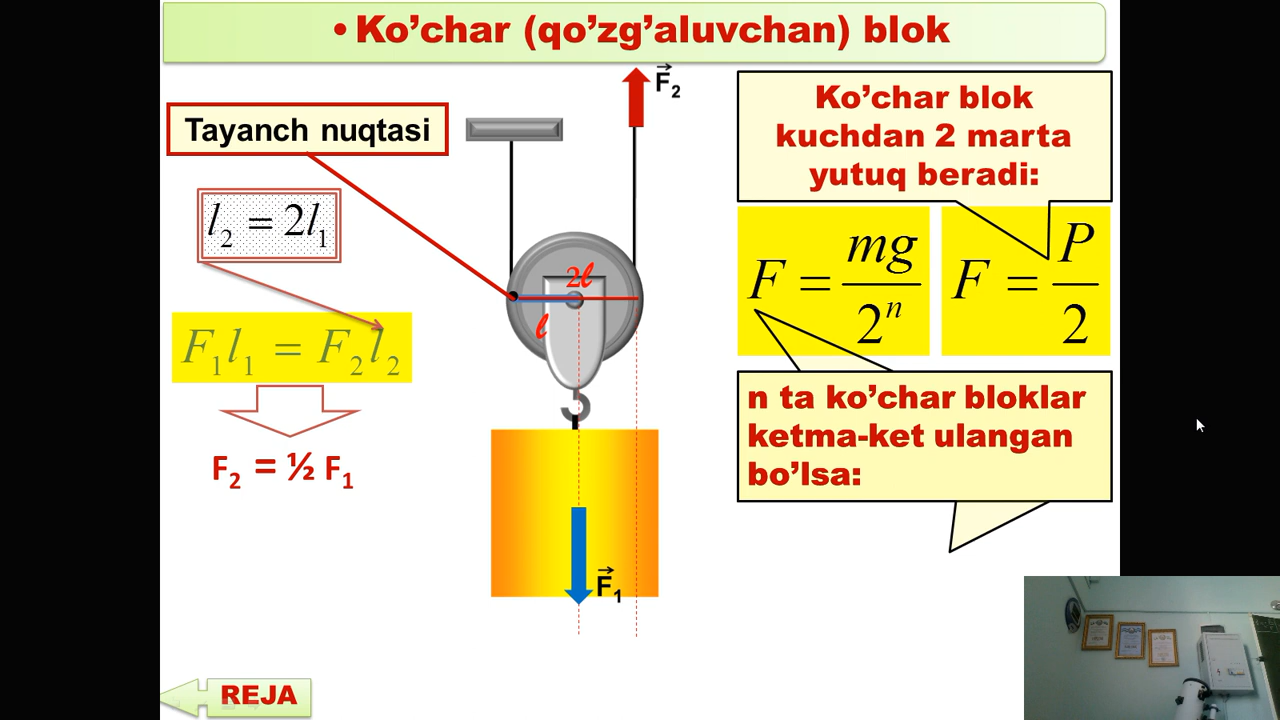 • Ko’char (qo’zg’aluvchan) blok
F₂
Tayanch nuqtasi
l₂ = 2l₁
F₁l₁ = F₂l₂
F₂ = ½ F₁
2ℓ
ℓ
F₁
Ko’char blok
kuchdan 2 marta
yutuq beradi:
F = mg/2ⁿ
F = P/2
n ta ko’char bloklar
ketma-ket ulangan
bo’lsa:
REJA